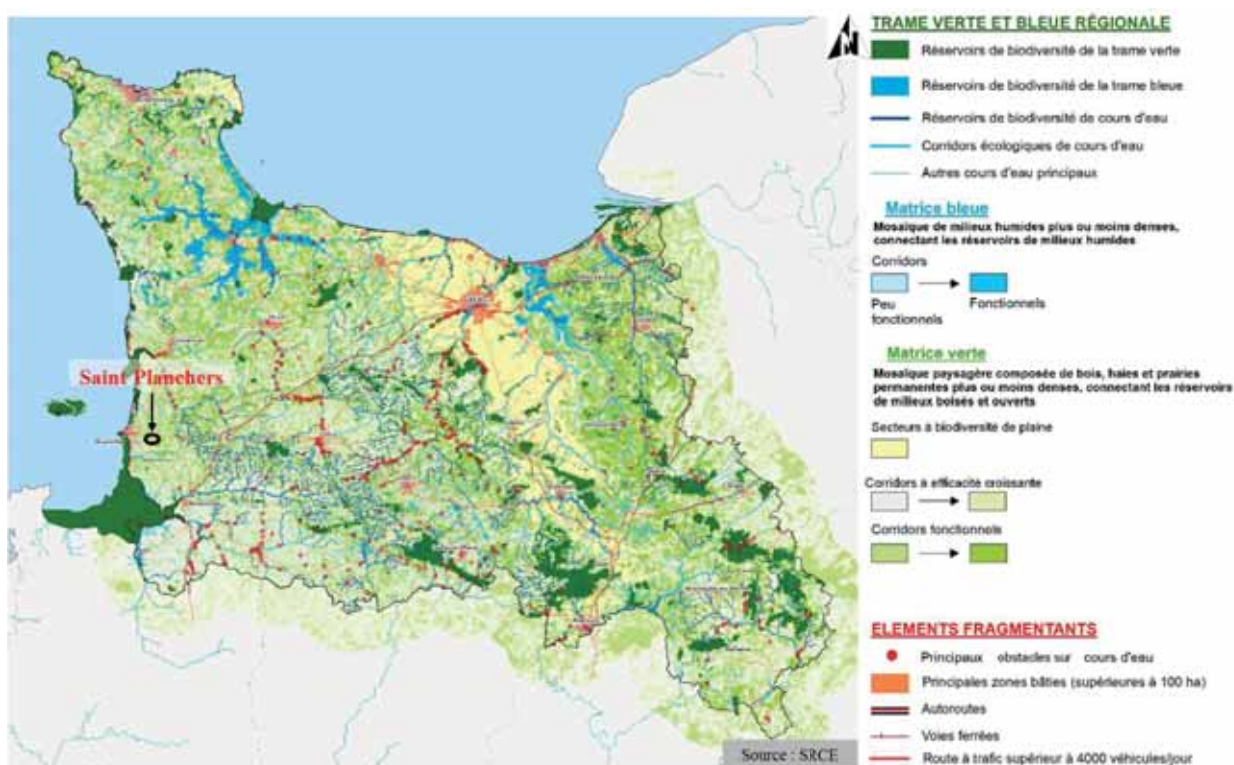 Saint Planchers
Source : SRCE
TRAME VERTE ET BLEUE RÉGIONALE
Réservoirs de biodiversité de la trame verte
Réservoirs de biodiversité de la trame bleue
Réservoirs de biodiversité de cours d'eau
Corridors écologiques de cours d'eau
Autres cours d'eau principaux
Matrice bleue
Mosaïque de milieux humides plus ou moins denses,
connectant les réservoirs de milieux humides
Corridors
Peu fonctionnels
Fonctionnels
Matrice verte
Mosaïque paysagère composée de bois, haies et prairies
permanentes plus ou moins denses, connectant les réservoirs
de milieux boisés et ouverts
Secteurs à biodiversité de plaine
Corridors à efficacité croissante
Corridors fonctionnels
ELEMENTS FRAGMENTANTS
Principaux obstacles sur cours d'eau
Principales zones bâties (supérieures à 100 ha)
Autoroutes
Voies ferrées
Route à trafic supérieur à 4000 véhicules/jour